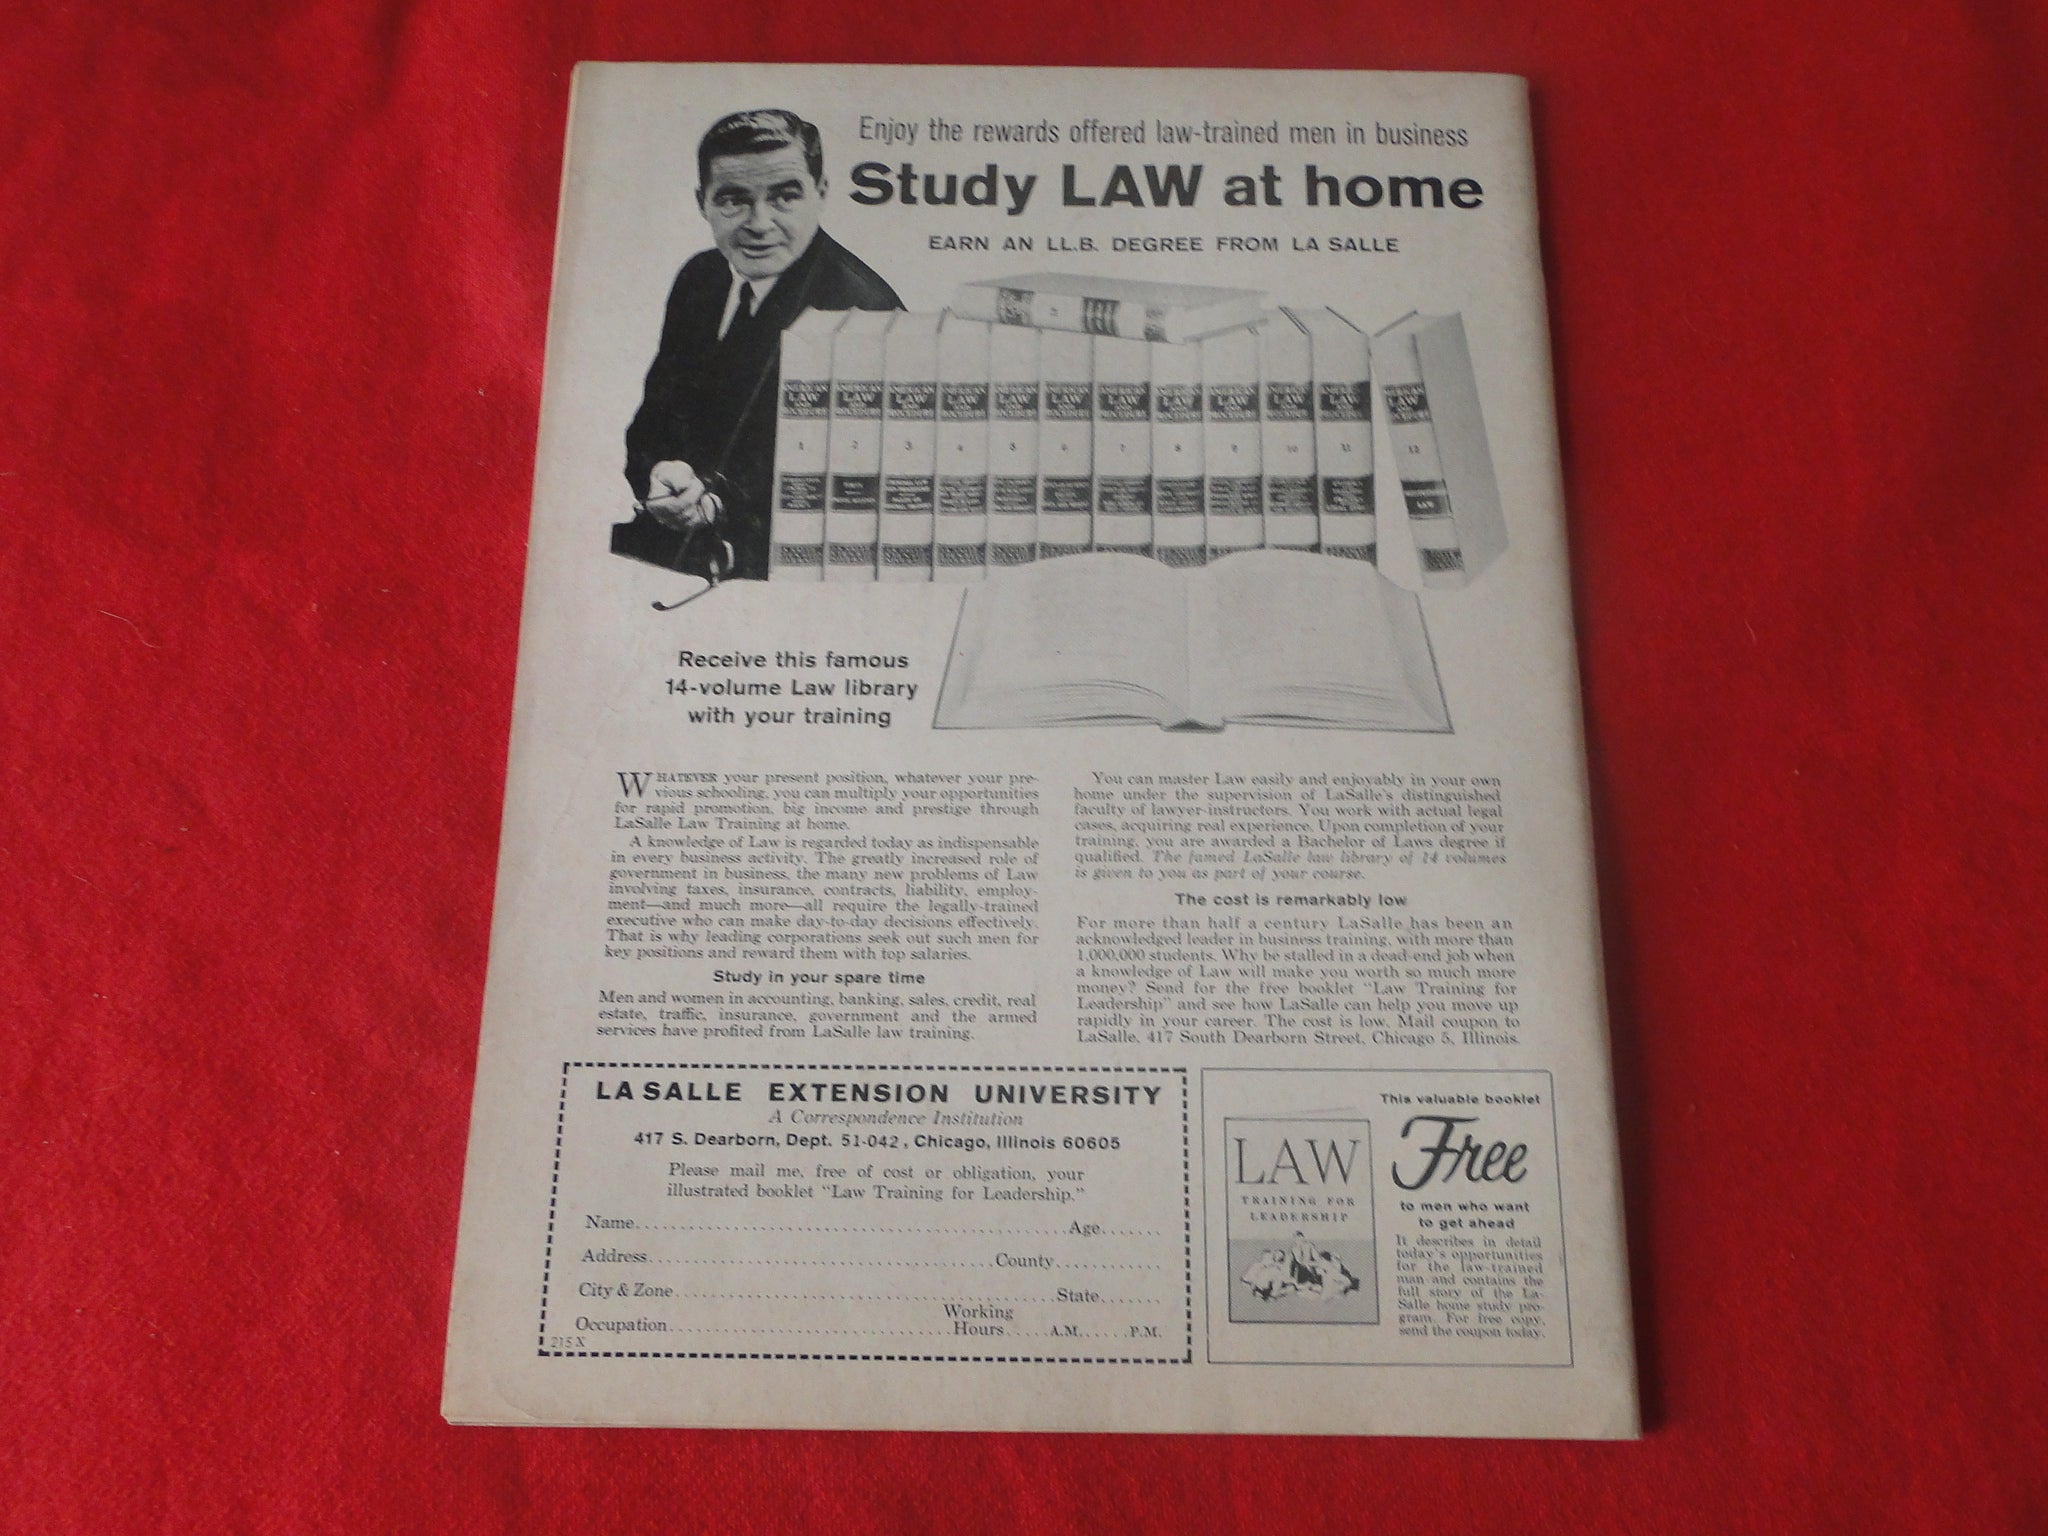 Enjoy the rewards offered law-trained men in business
Study LAW at home
EARN AN LL.B. DEGREE FROM LA SALLE
AMERICAN LAW AND PROCEDURE
1
2
3
4
5
6
7
8
9
10
11
12
LAW
Receive this famous
14-volume Law library
with your training
WHATEVER your present position, whatever your pre-
vious schooling, you can multiply your opportunities
for rapid promotion, big income and prestige through
LaSalle Law Training at home.
A knowledge of Law is regarded today as indispensable
in every business activity. The greatly increased role of
government in business, the many new problems of Law
involving taxes, insurance, contracts, liability, employ-
ment—and much more—all require the legally-trained
executive who can make day-to-day decisions effectively.
That is why leading corporations seek out such men for
key positions and reward them with top salaries.
Study in your spare time
Men and women in accounting, banking, sales, credit, real
estate, traffic, insurance, government and the armed
services have profited from LaSalle law training.
You can master Law easily and enjoyably in your own
home under the supervision of LaSalle's distinguished
faculty of lawyer-instructors. You work with actual legal
cases, acquiring real experience. Upon completion of your
training, you are awarded a Bachelor of Laws degree if
qualified. The famed LaSalle law library of 14 volumes
is given to you as part of your course.
The cost is remarkably low
For more than half a century LaSalle has been an
acknowledged leader in business training, with more than
1,000,000 students. Why be stalled in a dead-end job when
a knowledge of Law will make you worth so much more
money? Send for the free booklet "Law Training for
Leadership" and see how LaSalle can help you move up
rapidly in your career. The cost is low. Mail coupon to
LaSalle, 417 South Dearborn Street, Chicago 5, Illinois.
LA SALLE EXTENSION UNIVERSITY
A Correspondence Institution
417 S. Dearborn, Dept. 51-042, Chicago, Illinois 60605
Please mail me, free of cost or obligation, your
illustrated booklet "Law Training for Leadership."
Name.......................................Age.......
Address...................................County...........
City & Zone...................................State.......
Working
Occupation............................Hours.....A.M......P.M.
215X
This valuable booklet
Free
to men who want
to get ahead
It describes in detail
today's opportunities
for the law-trained
man and contains the
full story of the La-
Salle home study pro-
gram. For free copy,
send the coupon today.
LAW
TRAINING FOR
LEADERSHIP